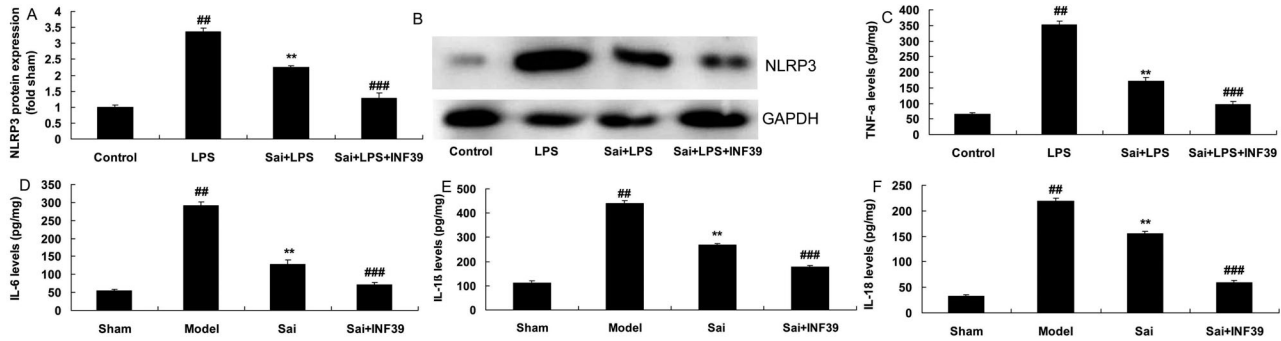 A
NLRP3 protein expression
(fold sham)
4
3.5
3
2.5
2
1.5
1
0.5
0
##
**
###
Control LPS Sai+LPS Sai+LPS+INF39
B
NLRP3
GAPDH
Control LPS Sai+LPS Sai+LPS+INF39
C
TNF-a levels (pg/mg)
400
350
300
250
200
150
100
50
0
##
**
###
Control LPS Sai+LPS Sai+LPS+INF39
D
IL-6 levels (pg/mg)
350
300
250
200
150
100
50
0
##
**
###
Sham Model Sai Sai+INF39
E
IL-1ß levels (pg/mg)
500
400
300
200
100
0
##
**
###
Sham Model Sai Sai+INF39
F
IL-18 levels (pg/mg)
250
200
150
100
50
0
##
**
###
Sham Model Sai Sai+INF39